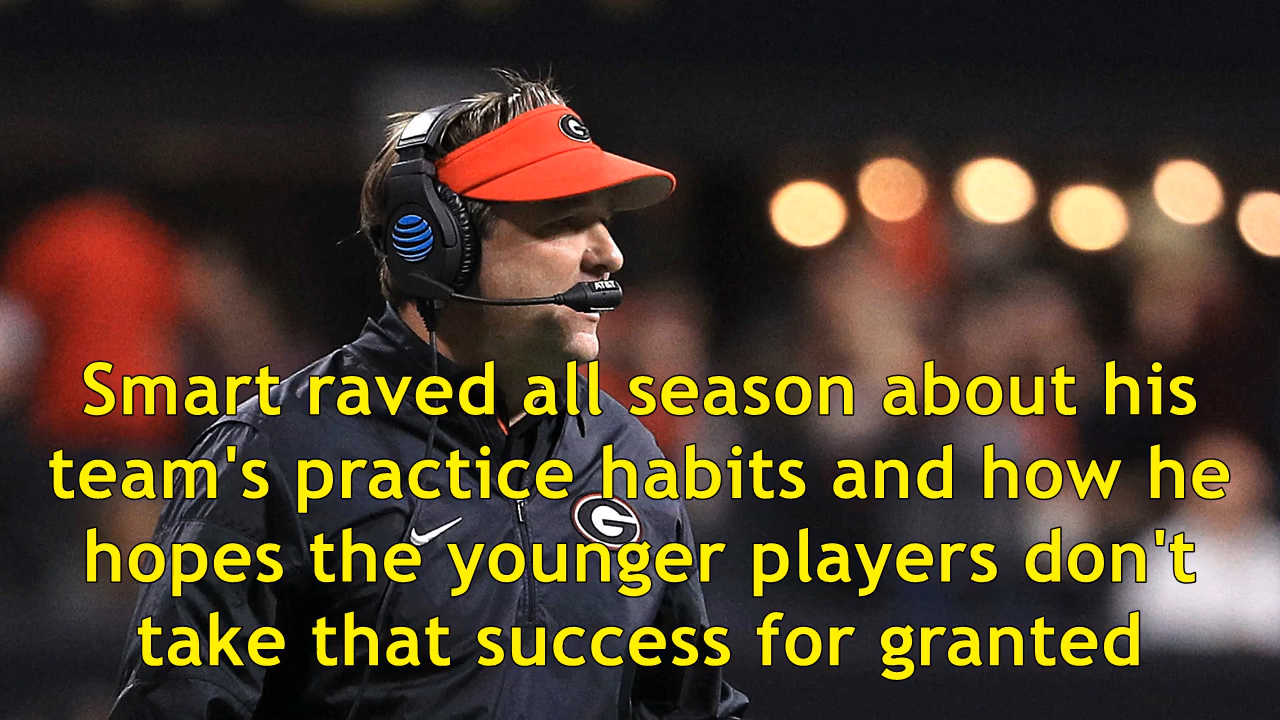 AT&T
Smart raved all season about his
team's practice habits and how he
hopes the younger players don't
take that success for granted